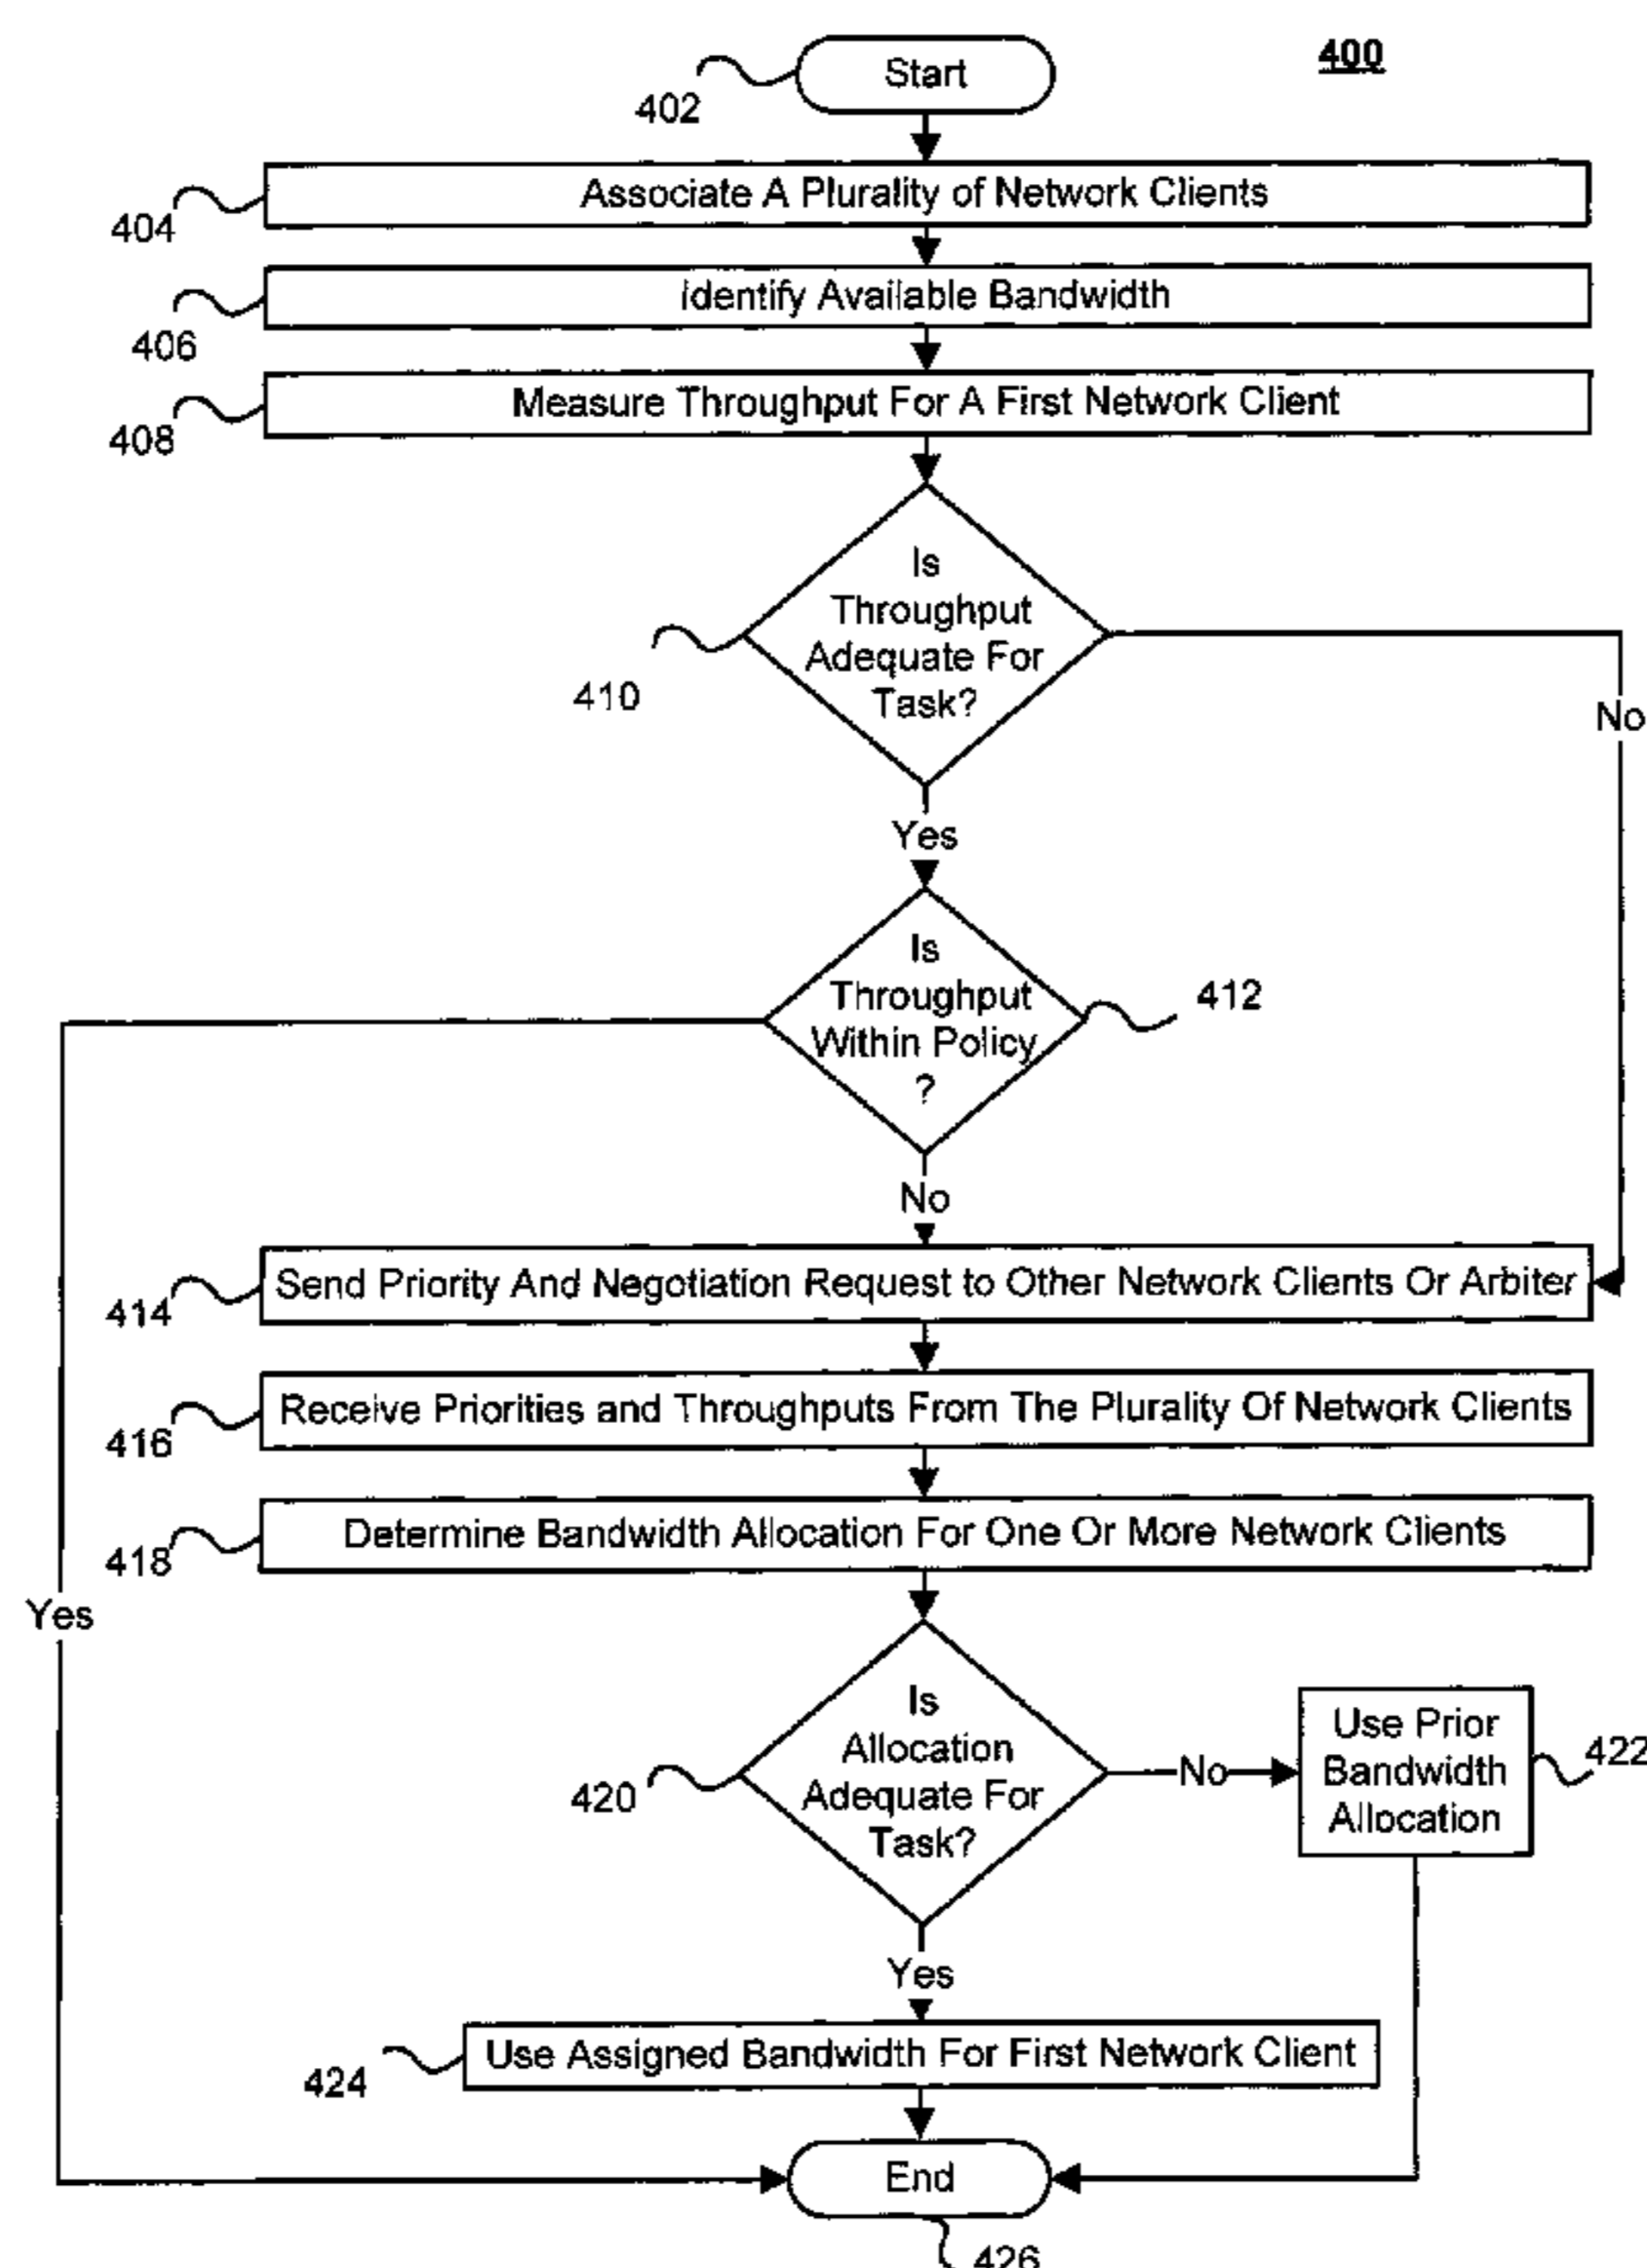 400
Start
402
Associate A Plurality of Network Clients
404
Identify Available Bandwidth
406
Measure Throughput For A First Network Client
408
Is
Throughput
Adequate For
Task?
410
No
Yes
Is
Throughput
Within Policy
?
412
No
Send Priority And Negotiation Request to Other Network Clients Or Arbiter
414
Receive Priorities and Throughputs From The Plurality Of Network Clients
416
Determine Bandwidth Allocation For One Or More Network Clients
418
Yes
Is
Allocation
Adequate For
Task?
420
No
Use Prior
Bandwidth
Allocation
422
Yes
Use Assigned Bandwidth For First Network Client
424
End
426